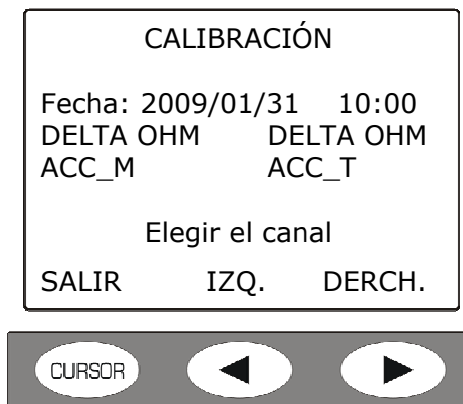 CALIBRACIÓN
Fecha: 2009/01/31 10:00
DELTA OHM DELTA OHM
ACC_M ACC_T
Elegir el canal
SALIR IZQ. DERCH.
CURSOR